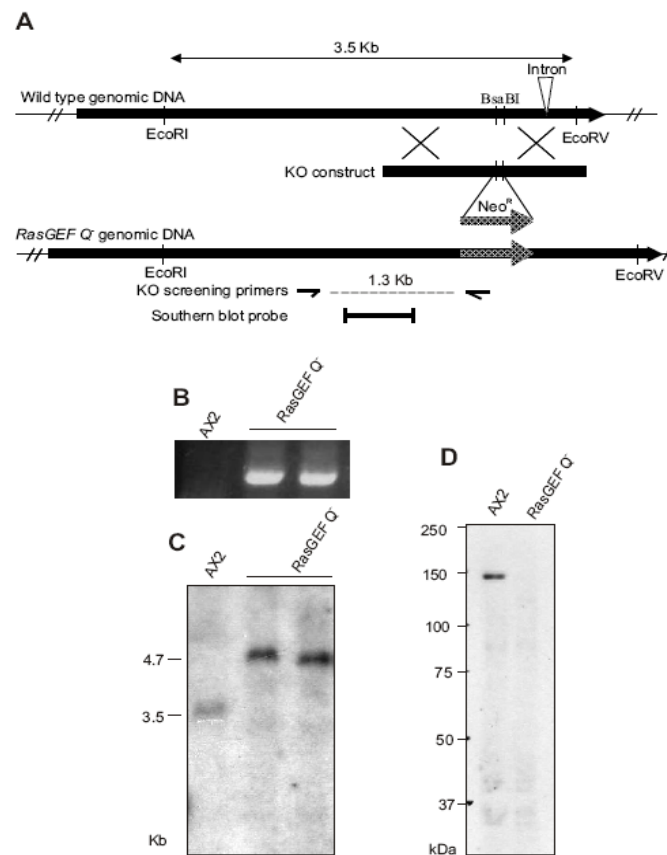 A
3.5 Kb
Intron
Wild type genomic DNA
BsaBI
EcoRI
EcoRV
KO construct
Neo^R
RasGEF Q⁻ genomic DNA
EcoRI
EcoRV
1.3 Kb
KO screening primers
Southern blot probe
B
AX2
RasGEF Q⁻
C
AX2
RasGEF Q⁻
4.7
3.5
Kb
D
AX2
RasGEF Q⁻
250
150
100
75
50
37
kDa